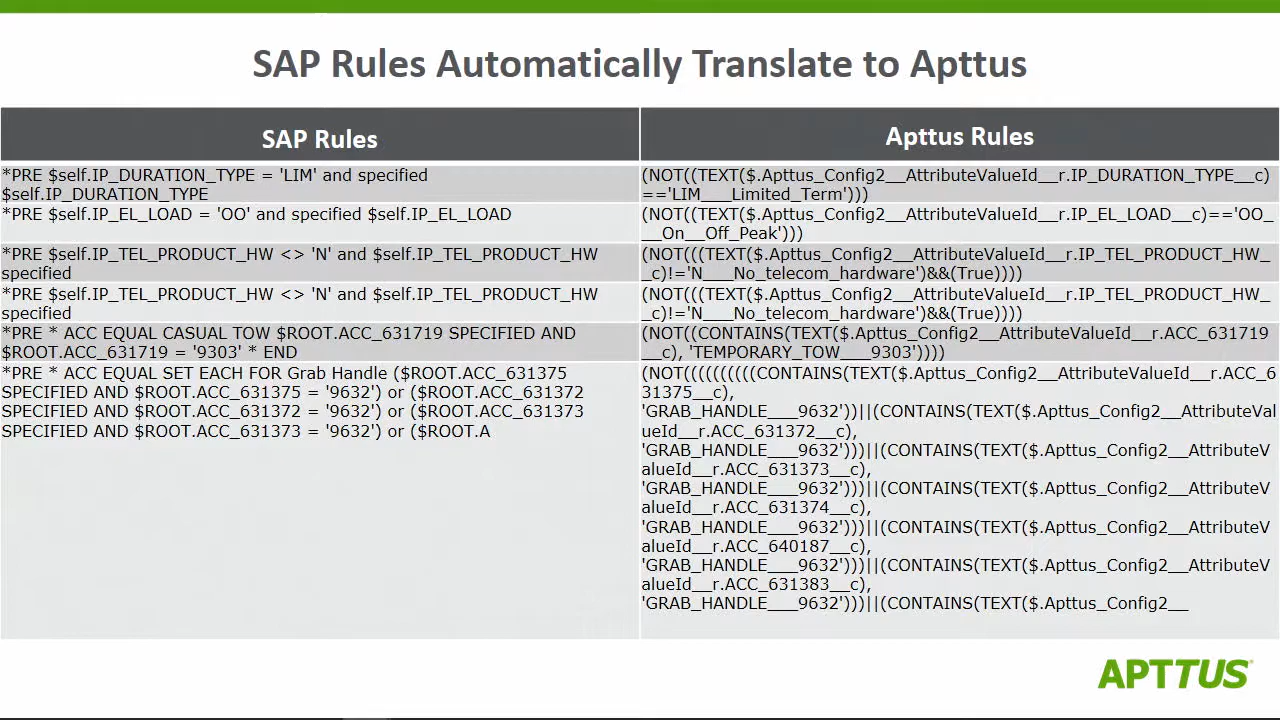 SAP Rules Automatically Translate to Apttus
SAP Rules
Apttus Rules
*PRE $self.IP_DURATION_TYPE = 'LIM' and specified
$self.IP_DURATION_TYPE
(NOT((TEXT($.Apttus_Config2__AttributeValueId__r.IP_DURATION_TYPE__c)
=='LIM___Limited_Term')))
*PRE $self.IP_EL_LOAD = 'OO' and specified $self.IP_EL_LOAD
(NOT((TEXT($.Apttus_Config2__AttributeValueId__r.IP_EL_LOAD__c)=='OO_
__On__Off_Peak')))
*PRE $self.IP_TEL_PRODUCT_HW <> 'N' and $self.IP_TEL_PRODUCT_HW
specified
(NOT(((TEXT($.Apttus_Config2__AttributeValueId__r.IP_TEL_PRODUCT_HW_
_c)!='N___No_telecom_hardware')&&(True))))
*PRE $self.IP_TEL_PRODUCT_HW <> 'N' and $self.IP_TEL_PRODUCT_HW
specified
(NOT(((TEXT($.Apttus_Config2__AttributeValueId__r.IP_TEL_PRODUCT_HW_
_c)!='N___No_telecom_hardware')&&(True))))
*PRE * ACC EQUAL CASUAL TOW $ROOT.ACC_631719 SPECIFIED AND
$ROOT.ACC_631719 = '9303' * END
(NOT((CONTAINS(TEXT($.Apttus_Config2__AttributeValueId__r.ACC_631719
__c), 'TEMPORARY_TOW___9303'))))
*PRE * ACC EQUAL SET EACH FOR Grab Handle ($ROOT.ACC_631375
SPECIFIED AND $ROOT.ACC_631375 = '9632') or ($ROOT.ACC_631372
SPECIFIED AND $ROOT.ACC_631372 = '9632') or ($ROOT.ACC_631373
SPECIFIED AND $ROOT.ACC_631373 = '9632') or ($ROOT.A
(NOT((((((((((CONTAINS(TEXT($.Apttus_Config2__AttributeValueId__r.ACC_6
31375__c),
'GRAB_HANDLE___9632'))||(CONTAINS(TEXT($.Apttus_Config2__AttributeVal
ueId__r.ACC_631372__c),
'GRAB_HANDLE___9632')))||(CONTAINS(TEXT($.Apttus_Config2__AttributeV
alueId__r.ACC_631373__c),
'GRAB_HANDLE___9632')))||(CONTAINS(TEXT($.Apttus_Config2__AttributeV
alueId__r.ACC_631374__c),
'GRAB_HANDLE___9632')))||(CONTAINS(TEXT($.Apttus_Config2__AttributeV
alueId__r.ACC_640187__c),
'GRAB_HANDLE___9632')))||(CONTAINS(TEXT($.Apttus_Config2__AttributeV
alueId__r.ACC_631383__c),
'GRAB_HANDLE___9632')))||(CONTAINS(TEXT($.Apttus_Config2__
APTTUS